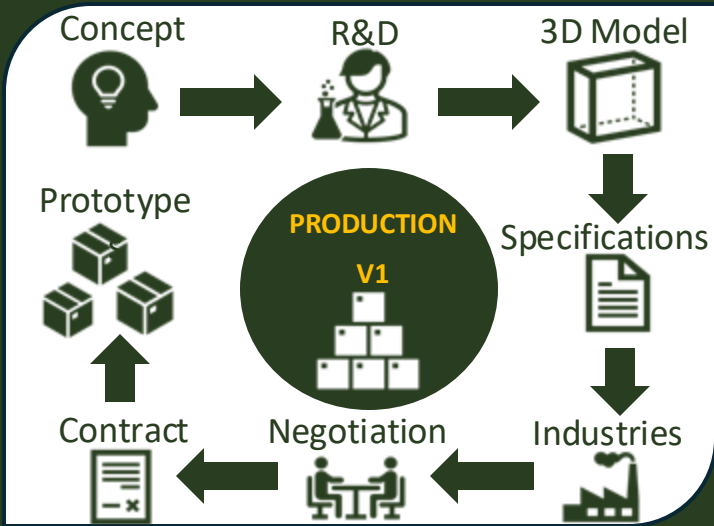 Concept
R&D
3D Model
Prototype
PRODUCTION
V1
Specifications
Contract
Negotiation
Industries